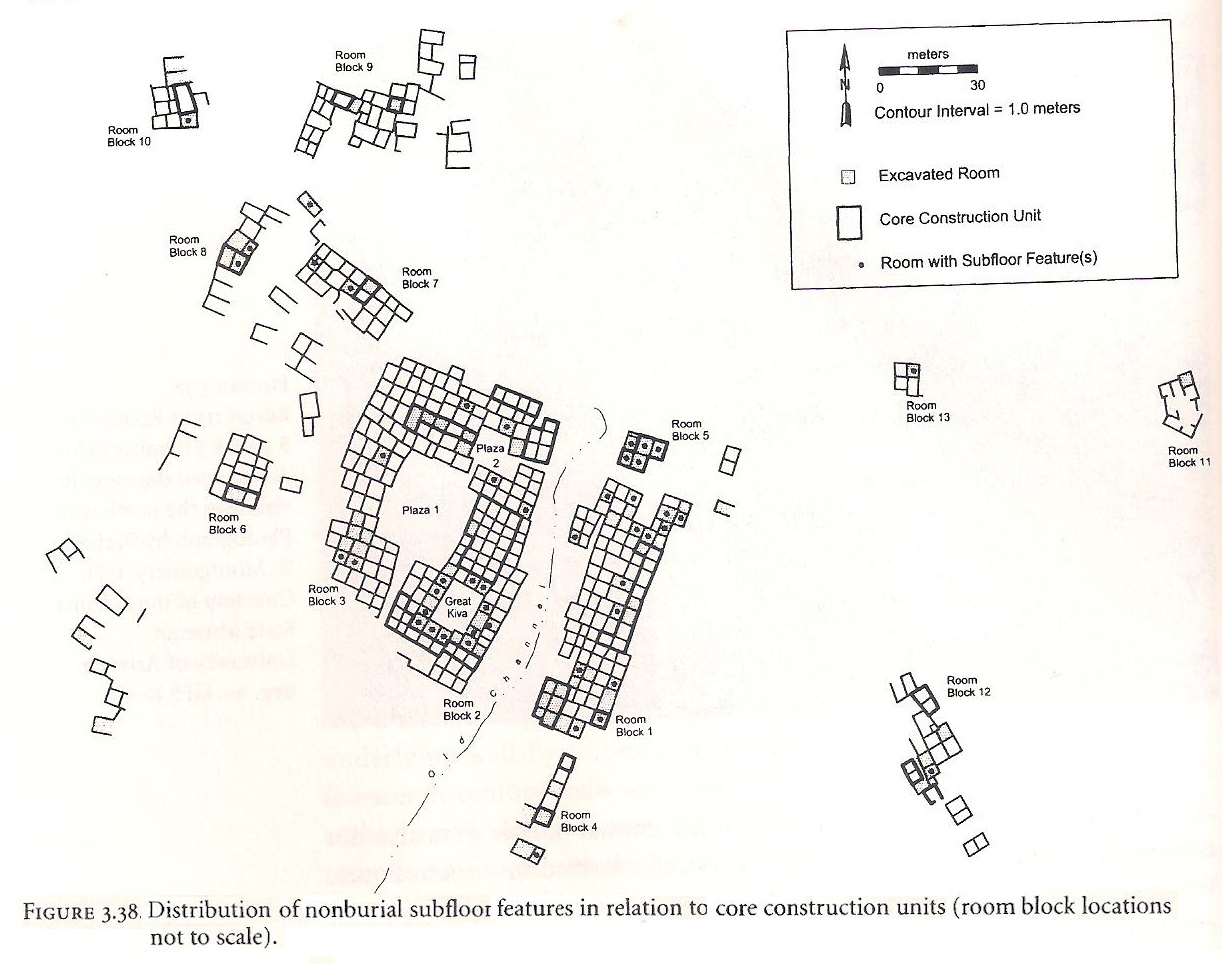 Room
Block 9
Room
Block 10
meters
N
0 30
Contour Interval = 1.0 meters
Excavated Room
Core Construction Unit
Room with Subfloor Feature(s)
Room
Block 8
Room
Block 7
Room
Block 13
Room
Block 11
Room
Block 5
Plaza
2
Plaza 1
Room
Block 6
Room
Block 3
Great
Kiva
Old Channel
Room
Block 2
Room
Block 1
Room
Block 12
Room
Block 4
FIGURE 3.38. Distribution of nonburial subfloor features in relation to core construction units (room block locations
not to scale).